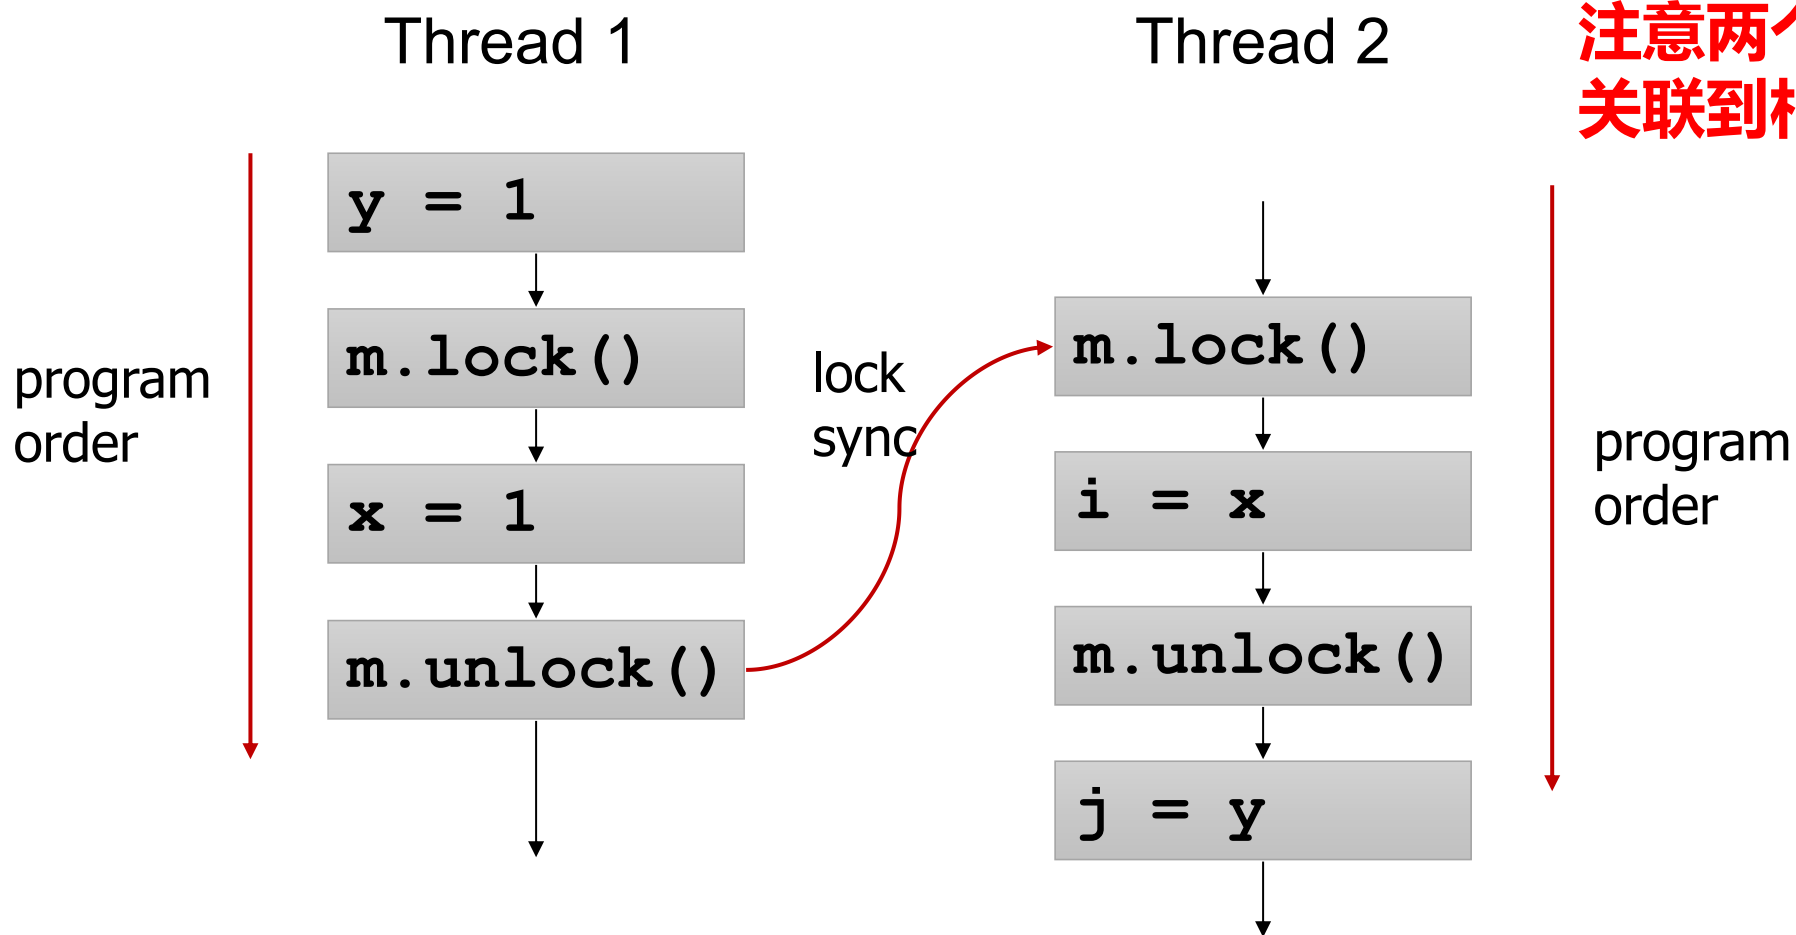 Thread 1
Thread 2
注意两
关联到
y = 1
m.lock()
x = 1
m.unlock()
program
order
lock
sync
m.lock()
i = x
m.unlock()
j = y
program
order